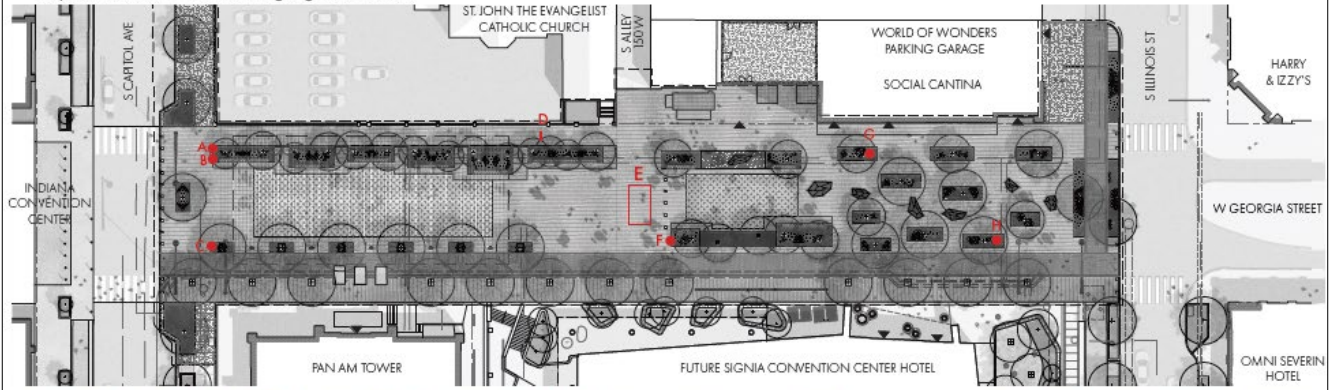 ST. JOHN THE EVANGELIST
CATHOLIC CHURCH
S CAPITOL AVE
S ALLEY
150 W
WORLD OF WONDERS
PARKING GARAGE
SOCIAL CANTINA
S ILLINOIS ST
HARRY
& IZZY'S
A
B
D
G
E
INDIANA
CONVENTION
CENTER
W GEORGIA STREET
C
F
H
PAN AM TOWER
FUTURE SIGNIA CONVENTION CENTER HOTEL
OMNI SEVERIN
HOTEL